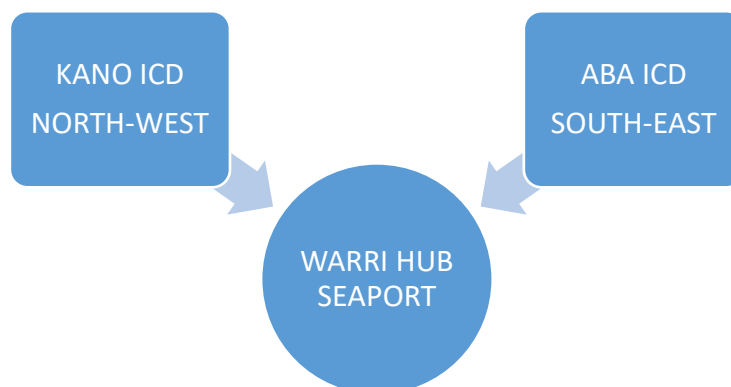 KANO ICD
NORTH-WEST
ABA ICD
SOUTH-EAST
WARRI HUB
SEAPORT